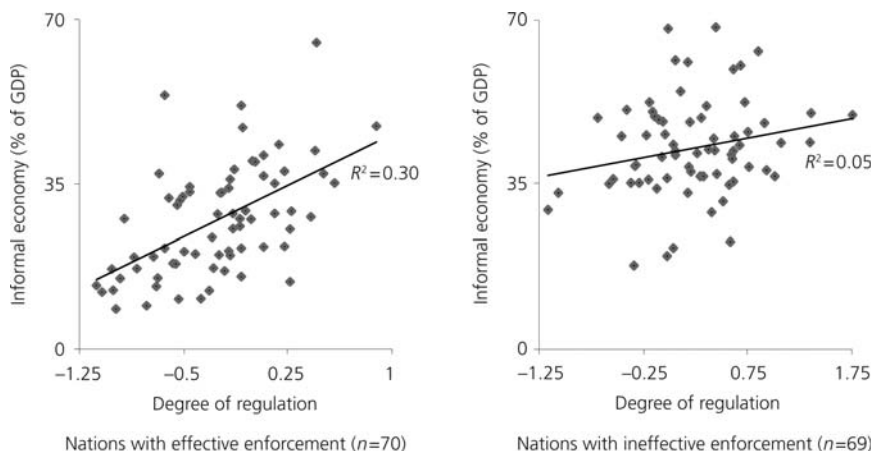 70
35
0
Informal economy (% of GDP)
R²=0.30
−1.25
−0.5
0.25
1
Degree of regulation
Nations with effective enforcement (n=70)
70
35
0
Informal economy (% of GDP)
R²=0.05
−1.25
−0.25
0.75
1.75
Degree of regulation
Nations with ineffective enforcement (n=69)